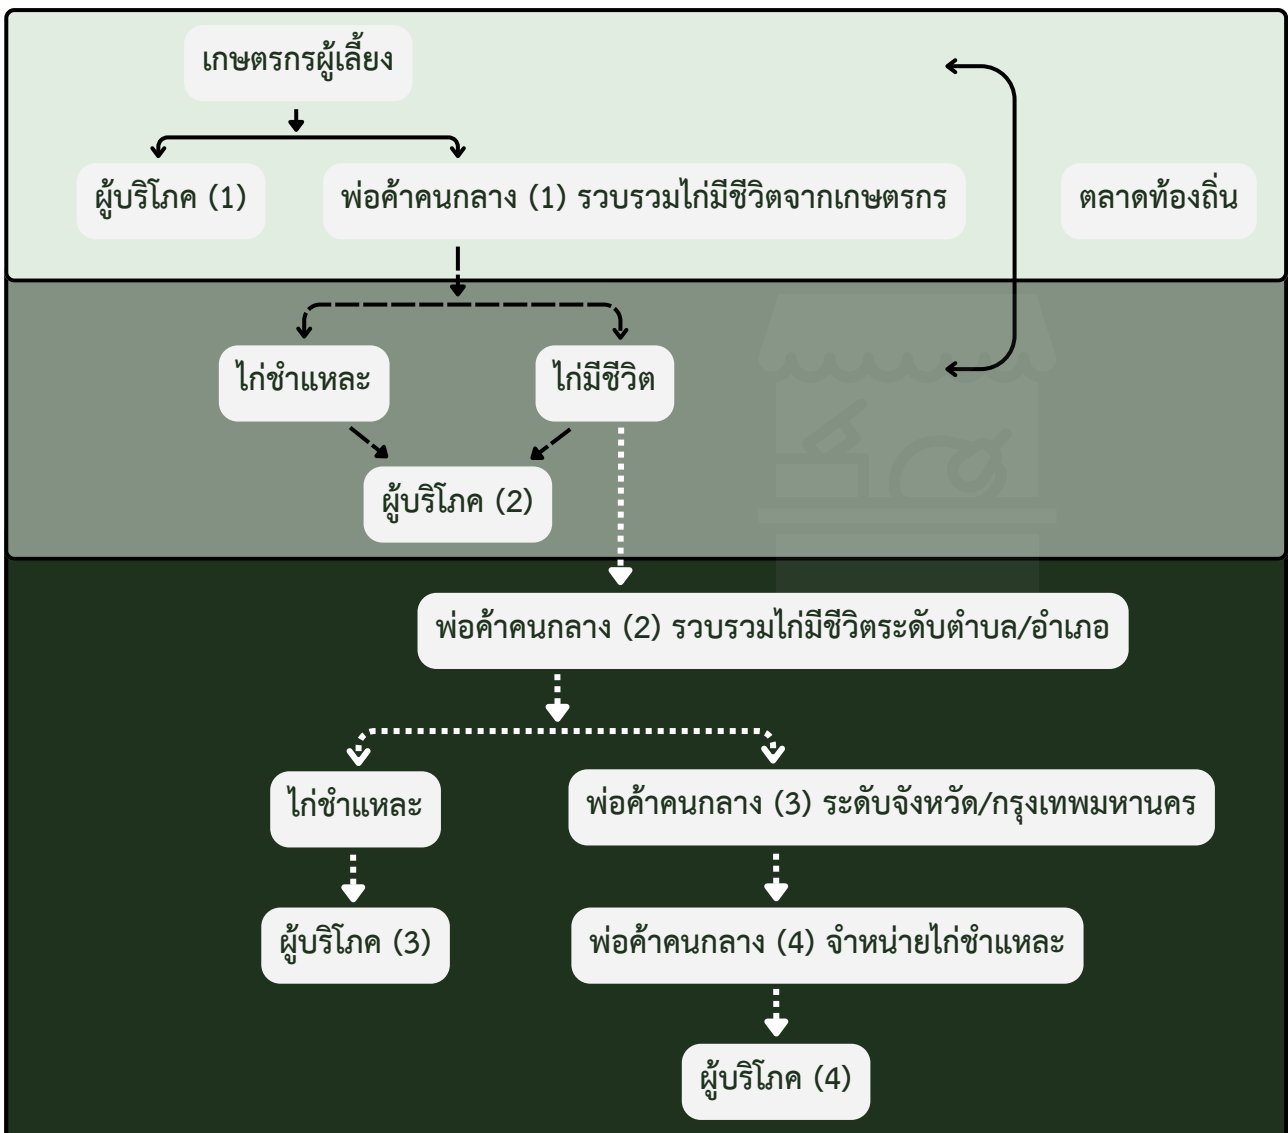 เกษตรกรผู้เลี้ยง
ผู้บริโภค (1)
พ่อค้าคนกลาง (1) รวบรวมไก่มีชีวิตจากเกษตรกร
ตลาดท้องถิ่น
ไก่ชำแหละ
ไก่มีชีวิต
ผู้บริโภค (2)
พ่อค้าคนกลาง (2) รวบรวมไก่มีชีวิตระดับตำบล/อำเภอ
ไก่ชำแหละ
พ่อค้าคนกลาง (3) ระดับจังหวัด/กรุงเทพมหานคร
ผู้บริโภค (3)
พ่อค้าคนกลาง (4) จำหน่ายไก่ชำแหละ
ผู้บริโภค (4)